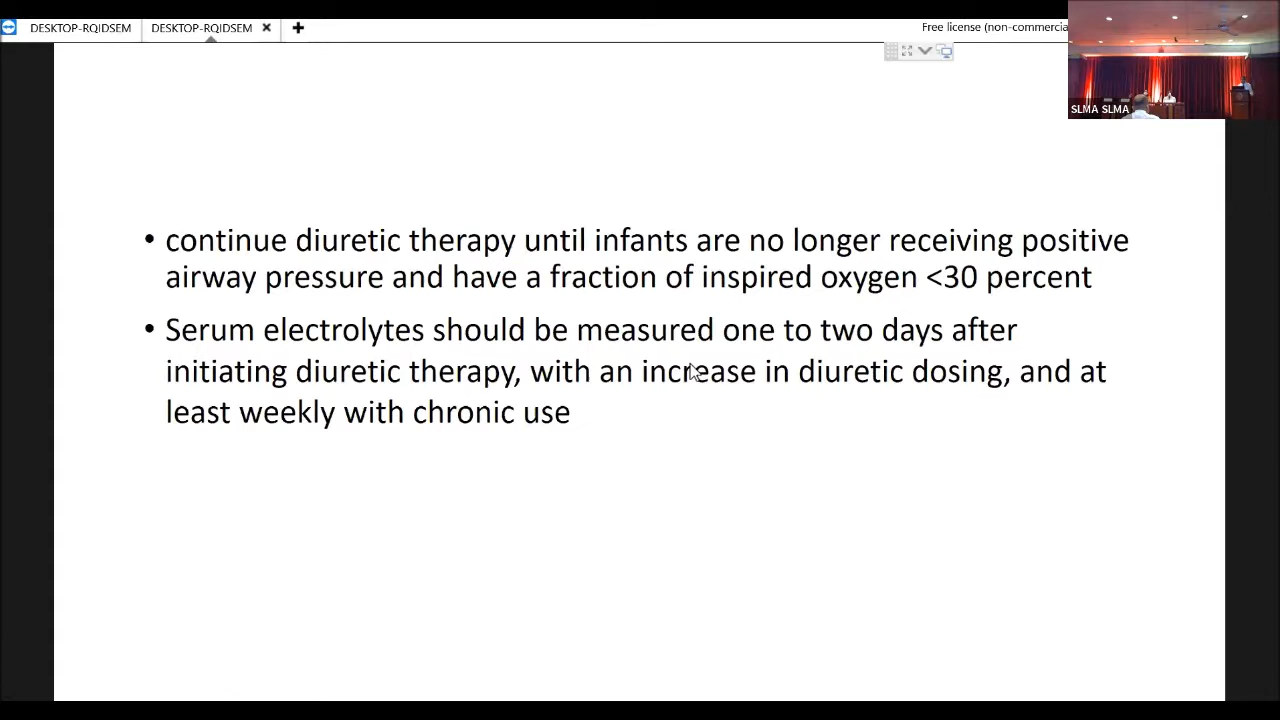 DESKTOP-RQIDSEM DESKTOP-RQIDSEM Free license (non-commercia
SLMA SLMA
• continue diuretic therapy until infants are no longer receiving positive
airway pressure and have a fraction of inspired oxygen <30 percent
• Serum electrolytes should be measured one to two days after
initiating diuretic therapy, with an increase in diuretic dosing, and at
least weekly with chronic use